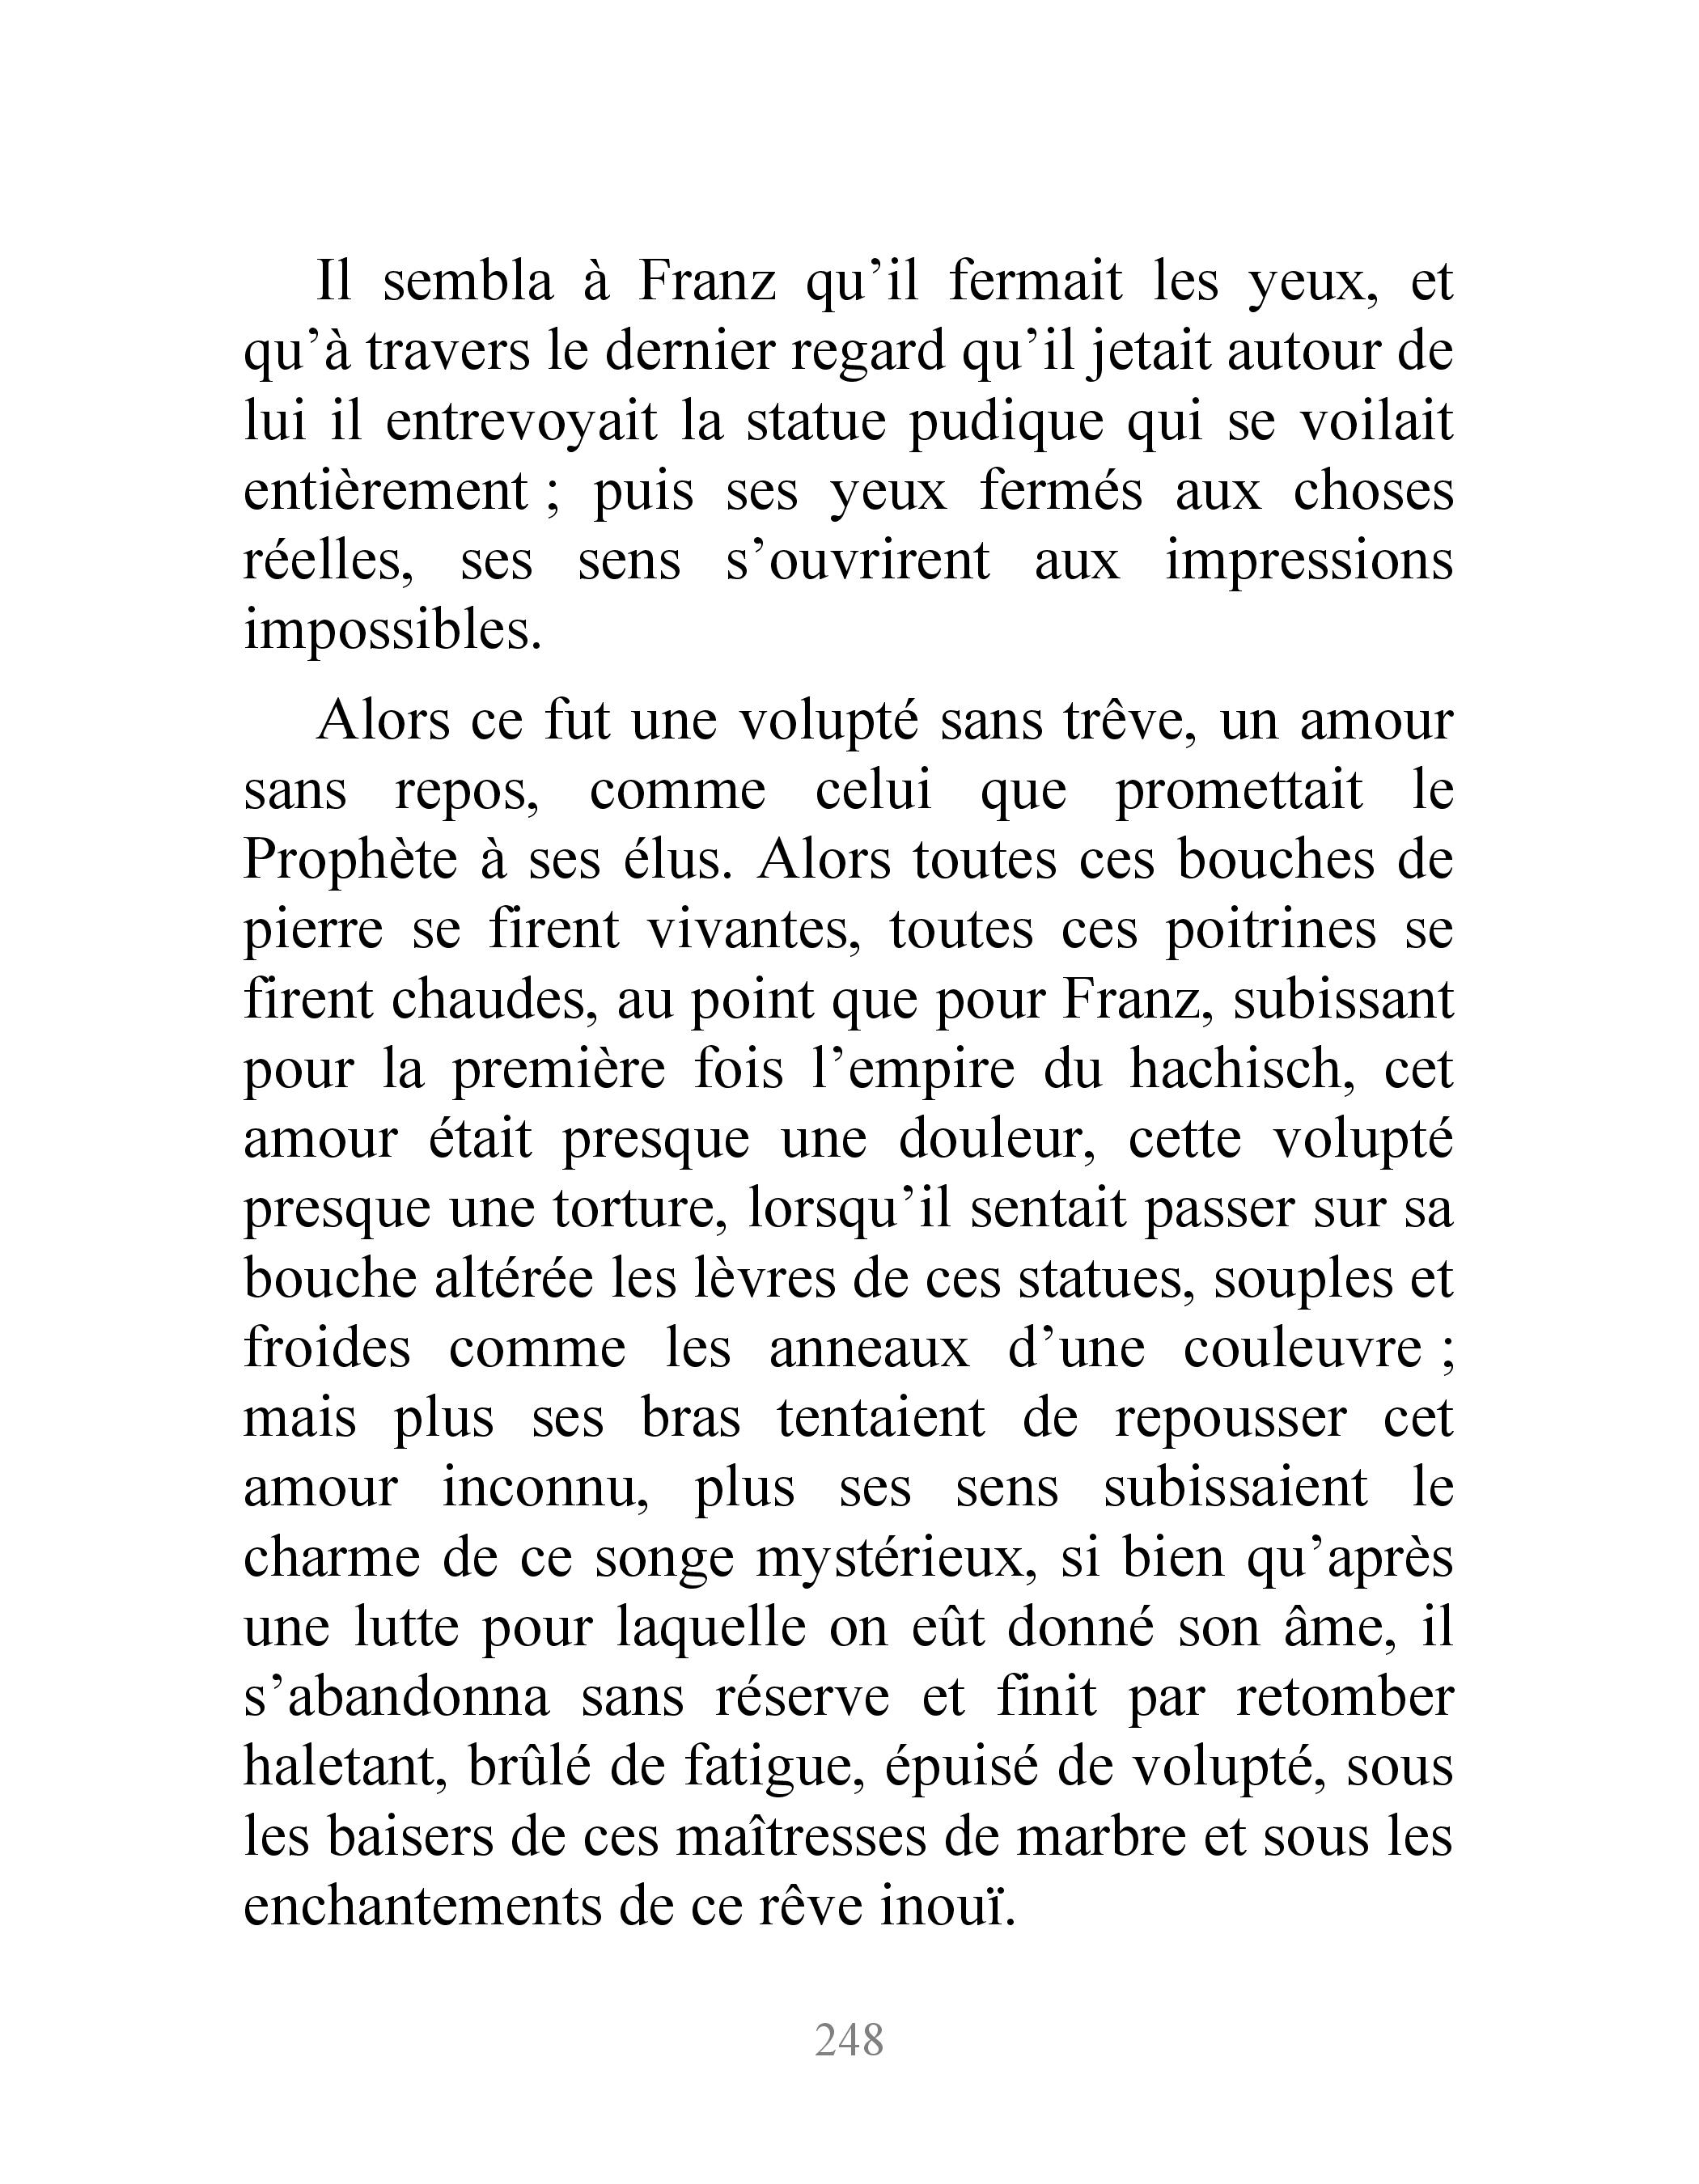 Il sembla à Franz qu’il fermait les yeux, et
qu’à travers le dernier regard qu’il jetait autour de
lui il entrevoyait la statue pudique qui se voilait
entièrement ; puis ses yeux fermés aux choses
réelles, ses sens s’ouvrirent aux impressions
impossibles.
Alors ce fut une volupté sans trêve, un amour
sans repos, comme celui que promettait le
Prophète à ses élus. Alors toutes ces bouches de
pierre se firent vivantes, toutes ces poitrines se
firent chaudes, au point que pour Franz, subissant
pour la première fois l’empire du hachisch, cet
amour était presque une douleur, cette volupté
presque une torture, lorsqu’il sentait passer sur sa
bouche altérée les lèvres de ces statues, souples et
froides comme les anneaux d’une couleuvre ;
mais plus ses bras tentaient de repousser cet
amour inconnu, plus ses sens subissaient le
charme de ce songe mystérieux, si bien qu’après
une lutte pour laquelle on eût donné son âme, il
s’abandonna sans réserve et finit par retomber
haletant, brûlé de fatigue, épuisé de volupté, sous
les baisers de ces maîtresses de marbre et sous les
enchantements de ce rêve inouï.
248